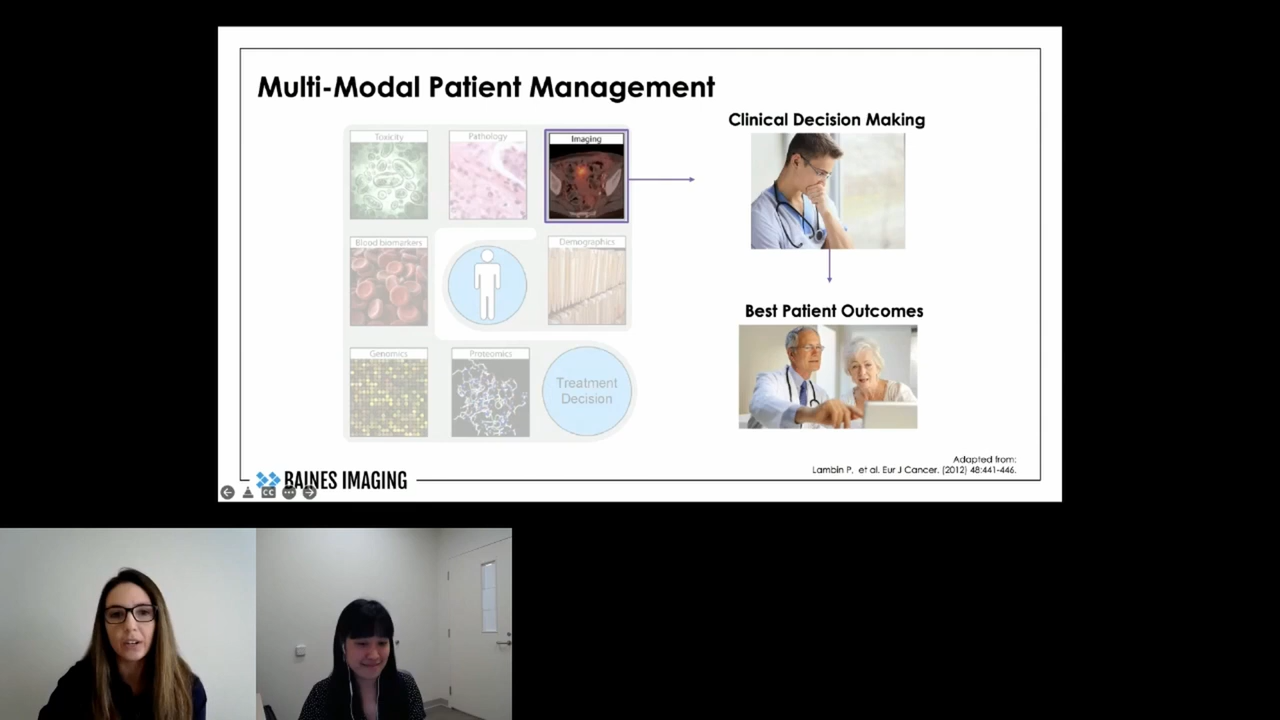 Multi-Modal Patient Management
Toxicity
Pathology
Imaging
Clinical Decision Making
Blood biomarkers
Demographics
Best Patient Outcomes
Genomics
Proteomics
Treatment
Decision
Adapted from:
Lambin P, et al. Eur J Cancer. (2012) 48:441-446.
BAINES IMAGING
CC